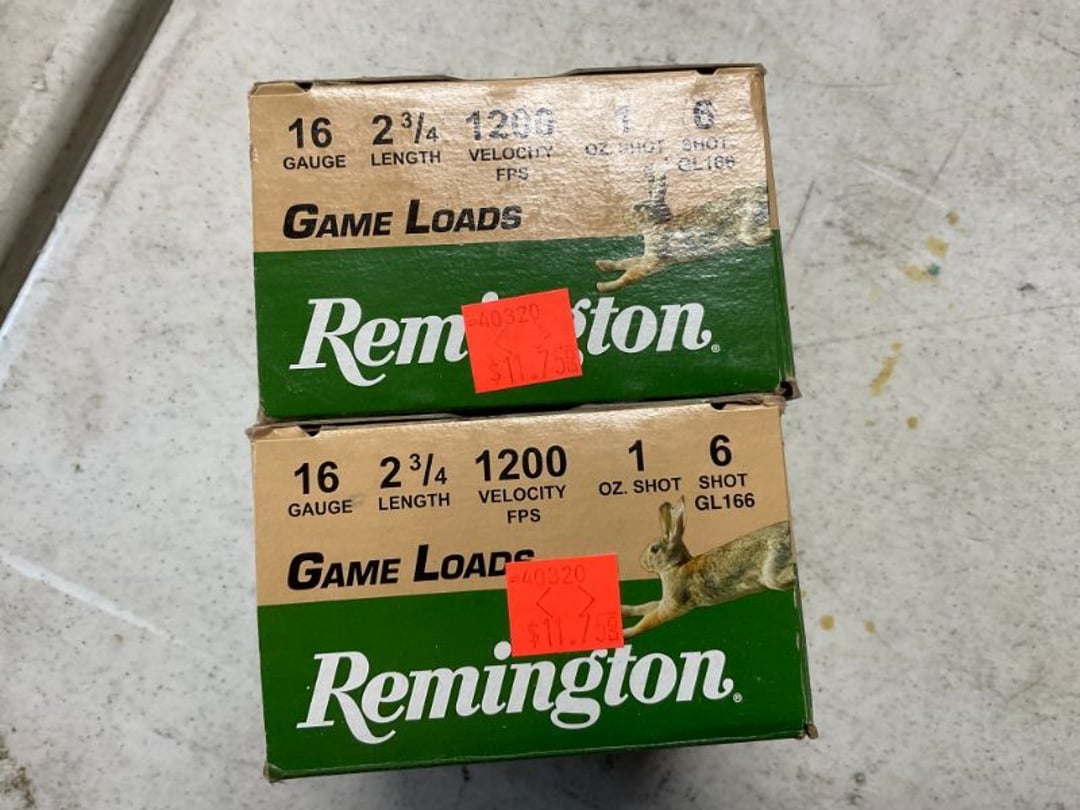 16 2 3/4 1200 1 6
GAUGE LENGTH VELOCITY OZ. SHOT SHOT
FPS GL166
GAME LOADS
Remington®
40320
$11.75
16 2 3/4 1200 1 6
GAUGE LENGTH VELOCITY OZ. SHOT SHOT
FPS GL166
GAME LOADS
40320
$11.75
Remington®